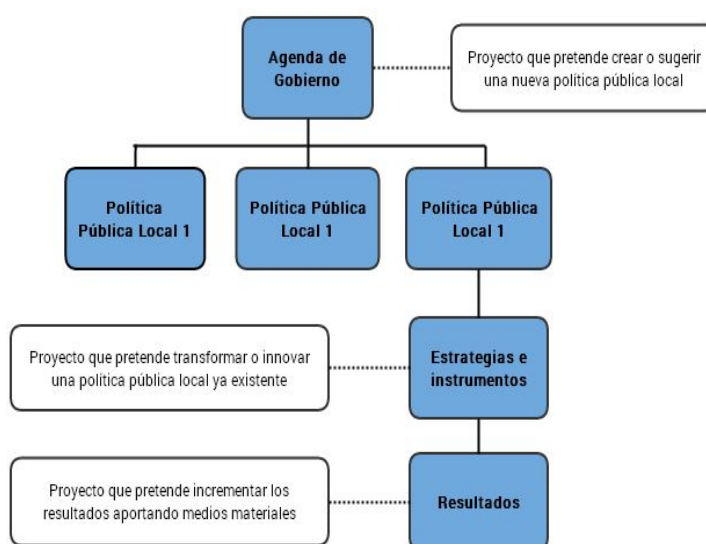 Agenda de
Gobierno
Proyecto que pretende crear o sugerir
una nueva política pública local
Política
Pública Local 1
Política Pública
Local 1
Política Pública
Local 1
Proyecto que pretende transformar o innovar
una política pública local ya existente
Estrategias e
instrumentos
Proyecto que pretende incrementar los
resultados aportando medios materiales
Resultados